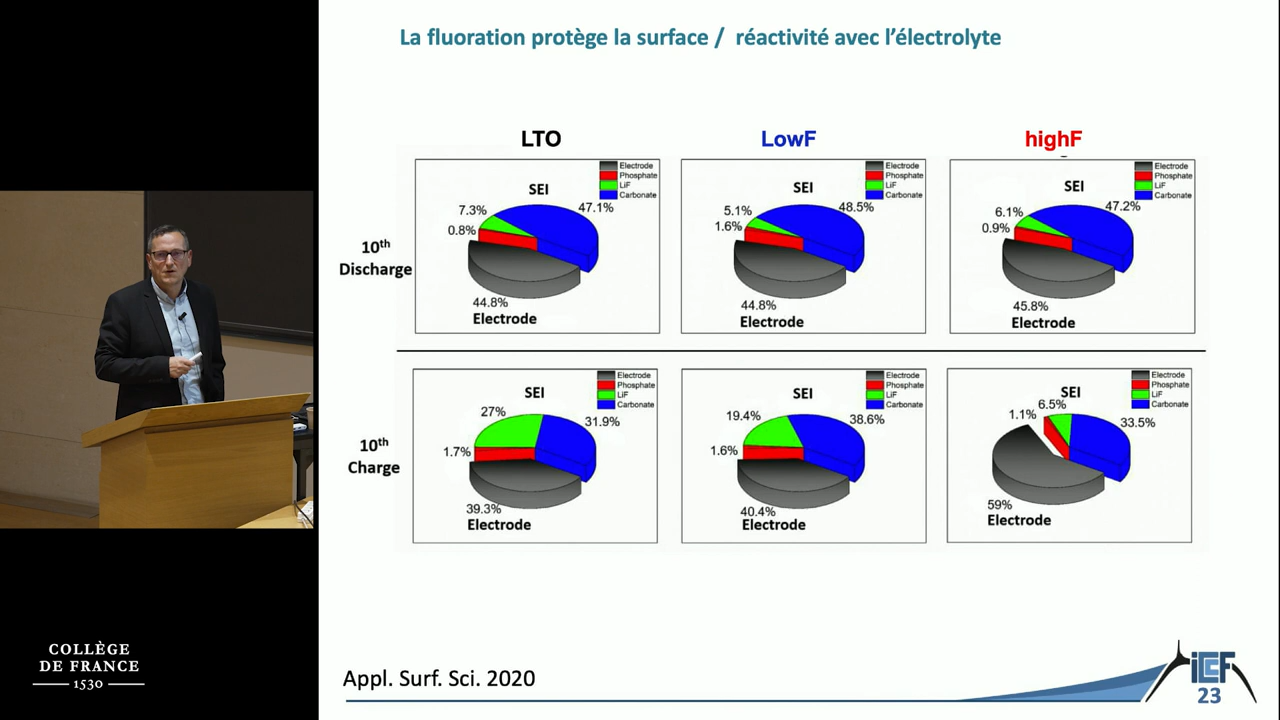 La fluoration protège la surface / réactivité avec l'électrolyte
LTO
LowF
highF
10th
Discharge
SEI
Electrode
Phosphate
LiF
Carbonate
7.3%
47.1%
0.8%
44.8%
Electrode
SEI
Electrode
Phosphate
LiF
Carbonate
5.1%
48.5%
1.6%
44.8%
Electrode
SEI
Electrode
Phosphate
LiF
Carbonate
6.1%
47.2%
0.9%
45.8%
Electrode
10th
Charge
SEI
Electrode
Phosphate
LiF
Carbonate
27%
31.9%
1.7%
39.3%
Electrode
SEI
Electrode
Phosphate
LiF
Carbonate
19.4%
38.6%
1.6%
40.4%
Electrode
SEI
Electrode
Phosphate
LiF
Carbonate
6.5%
1.1%
33.5%
59%
Electrode
COLLÈGE
DE FRANCE
1530
Appl. Surf. Sci. 2020
iCCF
23